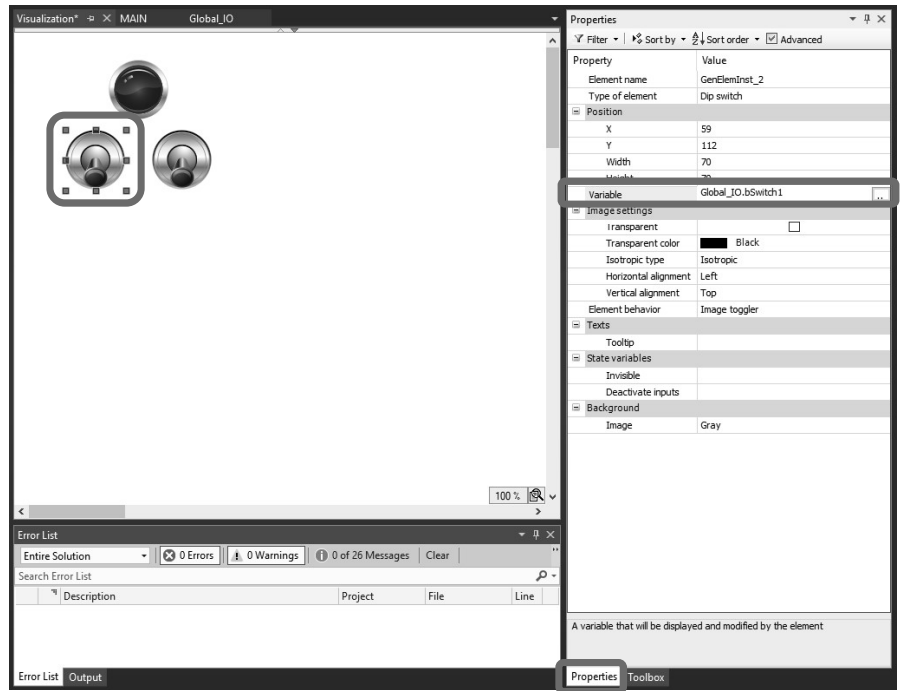 Visualization* MAIN Global_IO
100 %
Error List
Entire Solution 0 Errors 0 Warnings 0 of 26 Messages Clear
Search Error List
Description Project File Line
Error List Output
Properties
Filter Sort by Sort order Advanced
Property Value
Element name GenElemInst_2
Type of element Dip switch
Position
X 59
Y 112
Width 70
Height 70
Variable Global_IO.bSwitch1 ..
Image settings
Transparent
Transparent color Black
Isotropic type Isotropic
Horizontal alignment Left
Vertical alignment Top
Element behavior Image toggler
Texts
Tooltip
State variables
Invisible
Deactivate inputs
Background
Image Gray
A variable that will be displayed and modified by the element
Properties Toolbox